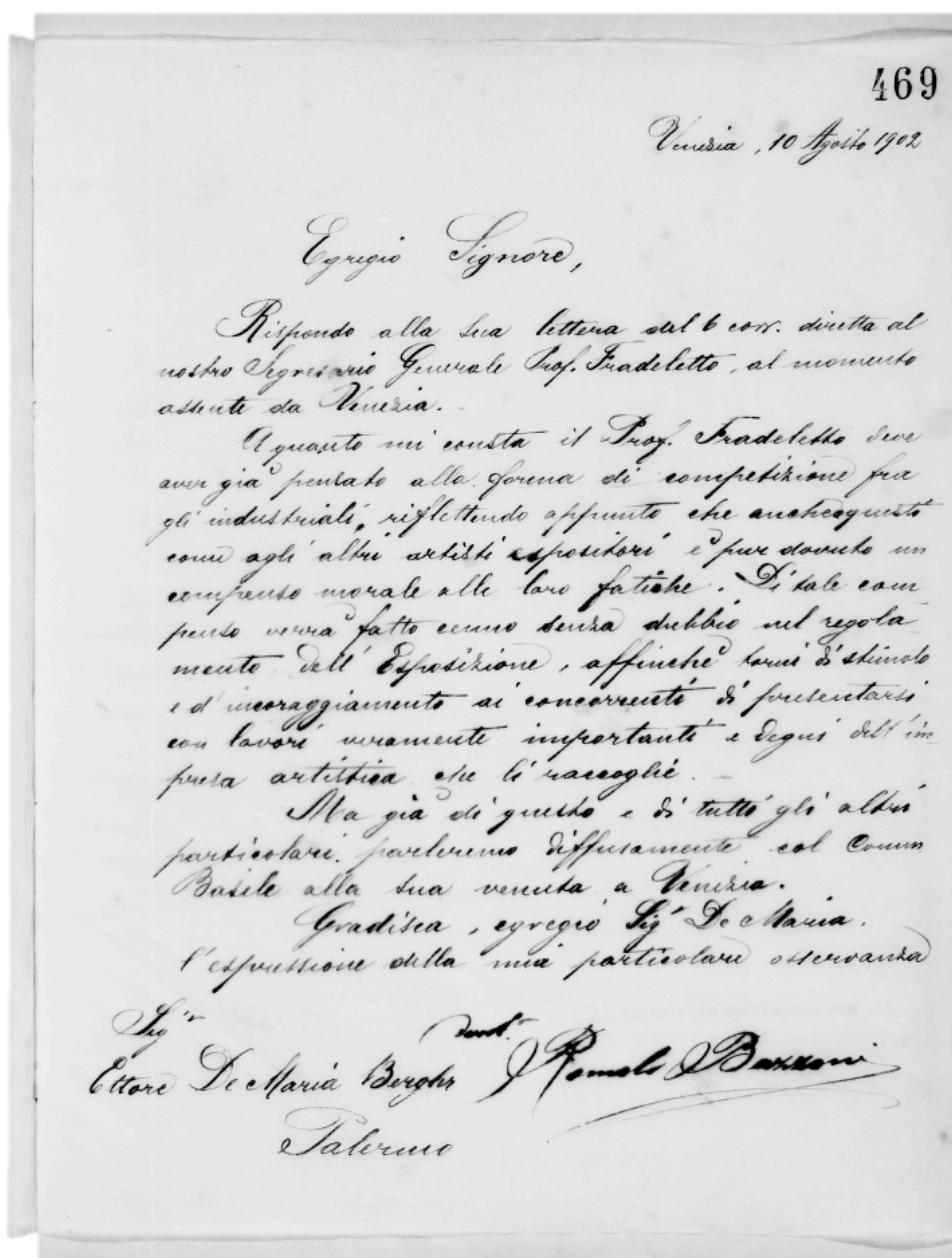 469
Venezia, 10 Agosto 1902
Egregio Signore,
Rispondo alla sua lettera del 6 corr. diretta al
nostro Segretario Generale Prof. Fradeletto, al momento
assente da Venezia.
A quanto mi consta il Prof. Fradeletto deve
aver già pensato alla forma di competizione fra
gli industriali, riflettendo appunto che anche a questi
come agli altri artisti espositori è pur dovuto un
compenso morale alle loro fatiche. Di tale com
penso verrà fatto cenno senza dubbio nel regola-
mento dell'Esposizione, affinchè torni di stimolo
e d'incoraggiamento ai concorrenti di presentarsi
con lavori veramente importanti e degni dell'im
presa artistica che li raccoglie.
Ma già di questo e di tutti gli altri
particolari, parleremo diffusamente col Comm
Basile alla sua venuta a Venezia.
Gradisca, egregio Sigʳ De Maria,
l'espressione della mia particolare osservanza
Sigʳ devot.
Ettore De Maria Bergler Romolo Bazzoni
Palermo